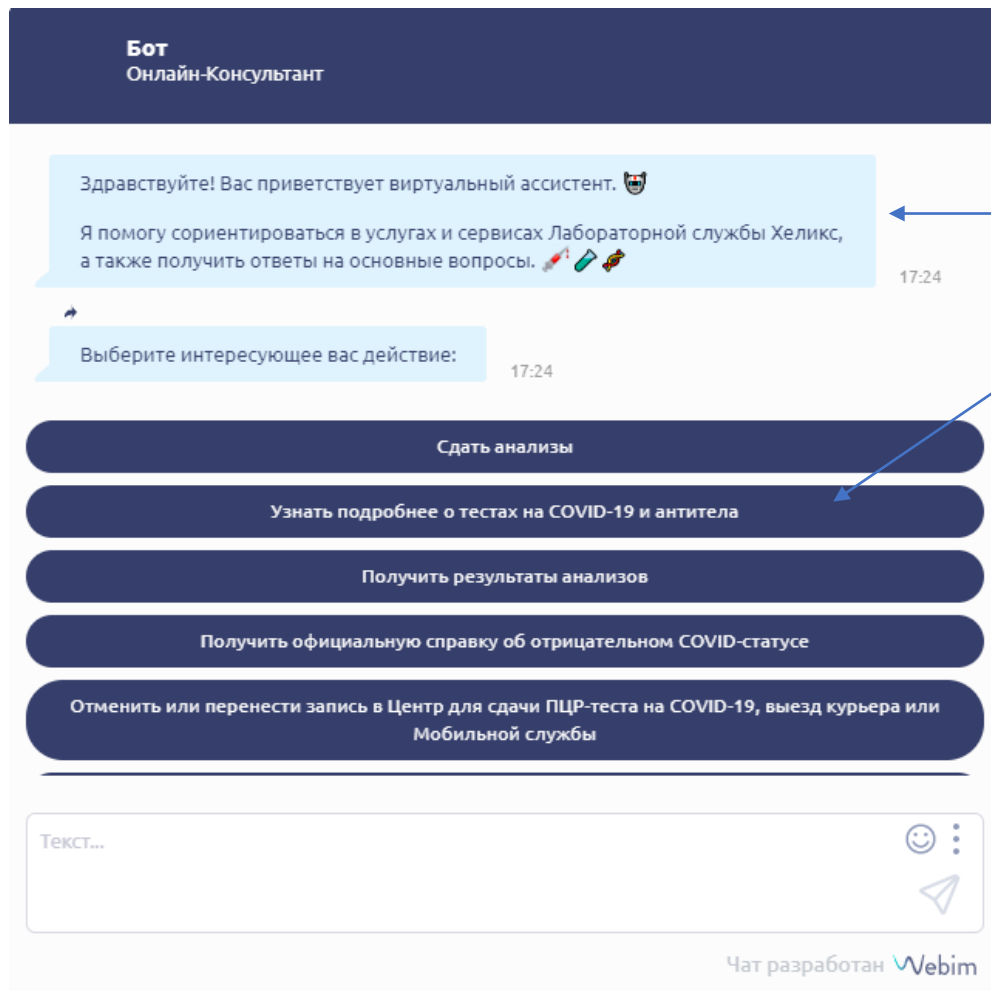 Бот
Онлайн-Консультант
Здравствуйте! Вас приветствует виртуальный ассистент.
Я помогу сориентироваться в услугах и сервисах Лабораторной службы Хеликс,
а также получить ответы на основные вопросы.
17:24
Выберите интересующее вас действие:
17:24
Сдать анализы
Узнать подробнее о тестах на COVID-19 и антитела
Получить результаты анализов
Получить официальную справку об отрицательном COVID-статусе
Отменить или перенести запись в Центр для сдачи ПЦР-теста на COVID-19, выезд курьера или
Мобильной службы
Текст...
Чат разработан Webim